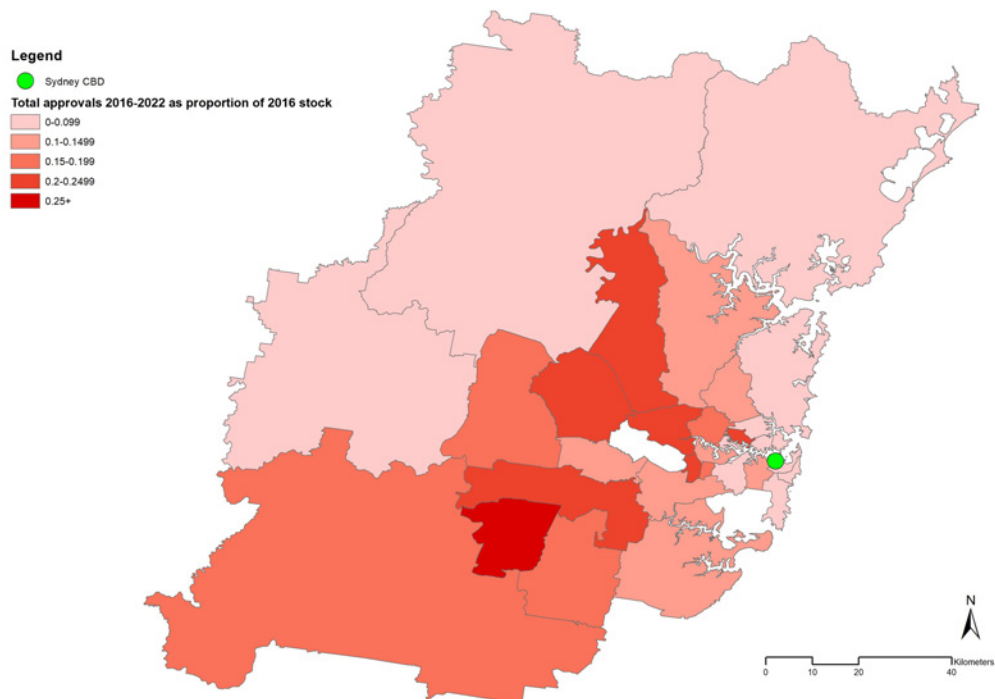 Legend
Sydney CBD
Total approvals 2016-2022 as proportion of 2016 stock
0-0.099
0.1-0.1499
0.15-0.199
0.2-0.2499
0.25+
N
Kilometers
0 10 20 40